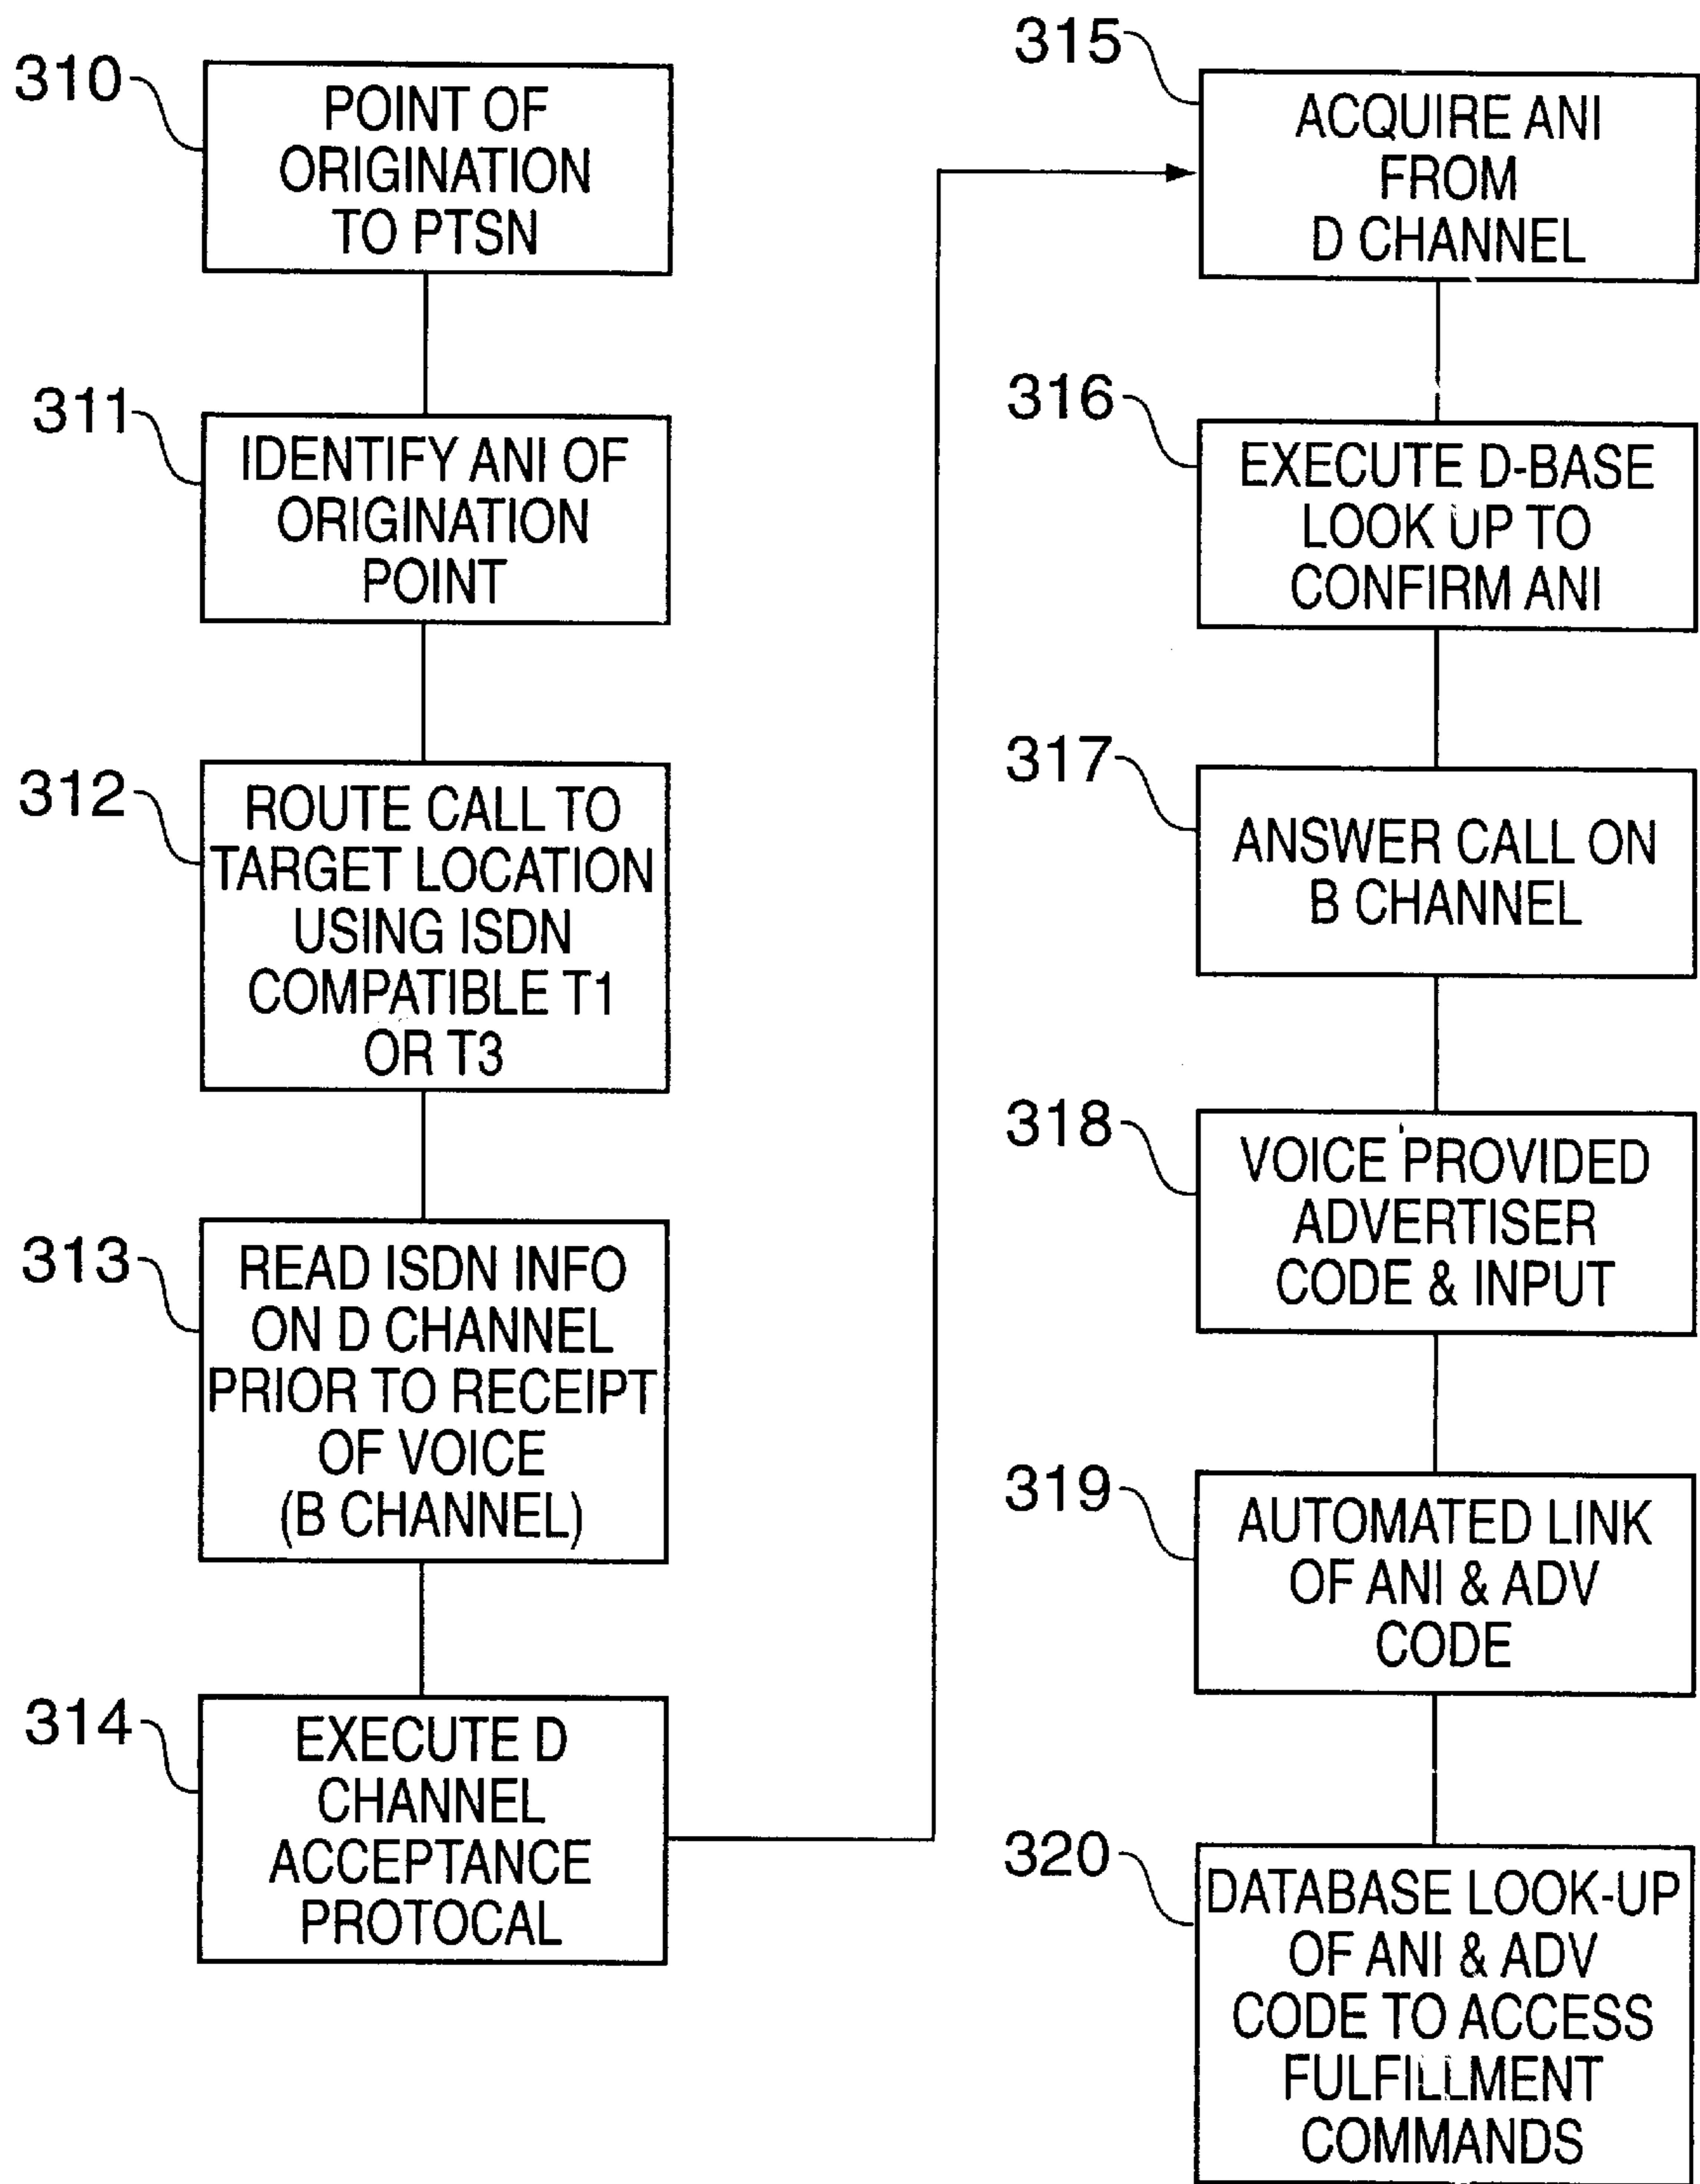 310
POINT OF
ORIGINATION
TO PTSN
311
IDENTIFY ANI OF
ORIGINATION
POINT
312
ROUTE CALL TO
TARGET LOCATION
USING ISDN
COMPATIBLE T1
OR T3
313
READ ISDN INFO
ON D CHANNEL
PRIOR TO RECEIPT
OF VOICE
(B CHANNEL)
314
EXECUTE D
CHANNEL
ACCEPTANCE
PROTOCAL
315
ACQUIRE ANI
FROM
D CHANNEL
316
EXECUTE D-BASE
LOOK UP TO
CONFIRM ANI
317
ANSWER CALL ON
B CHANNEL
318
VOICE PROVIDED
ADVERTISER
CODE & INPUT
319
AUTOMATED LINK
OF ANI & ADV
CODE
320
DATABASE LOOK-UP
OF ANI & ADV
CODE TO ACCESS
FULFILLMENT
COMMANDS